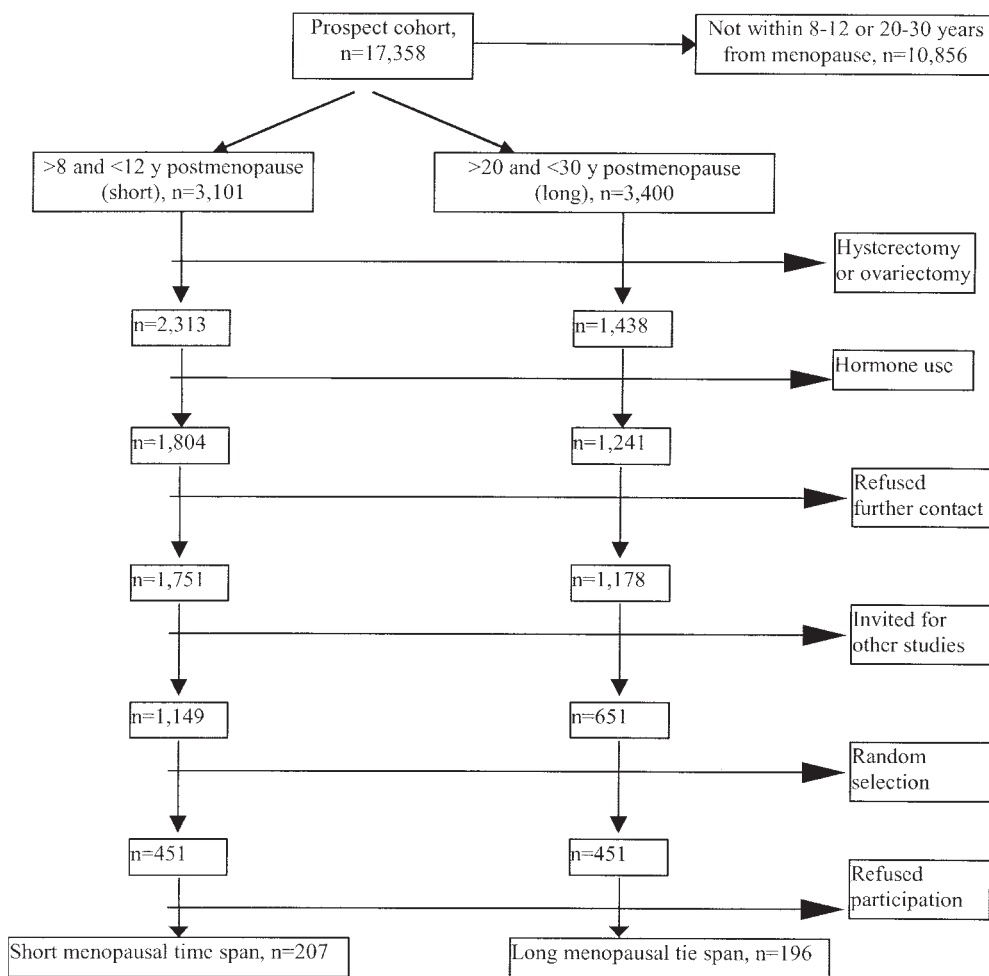 Prospect cohort,
n=17,358
Not within 8-12 or 20-30 years
from menopause, n=10,856
>8 and <12 y postmenopause
(short), n=3,101
>20 and <30 y postmenopause
(long), n=3,400
Hysterectomy
or ovariectomy
n=2,313
n=1,438
Hormone use
n=1,804
n=1,241
Refused
further contact
n=1,751
n=1,178
Invited for
other studies
n=1,149
n=651
Random
selection
n=451
n=451
Refused
participation
Short menopausal time span, n=207
Long menopausal tie span, n=196